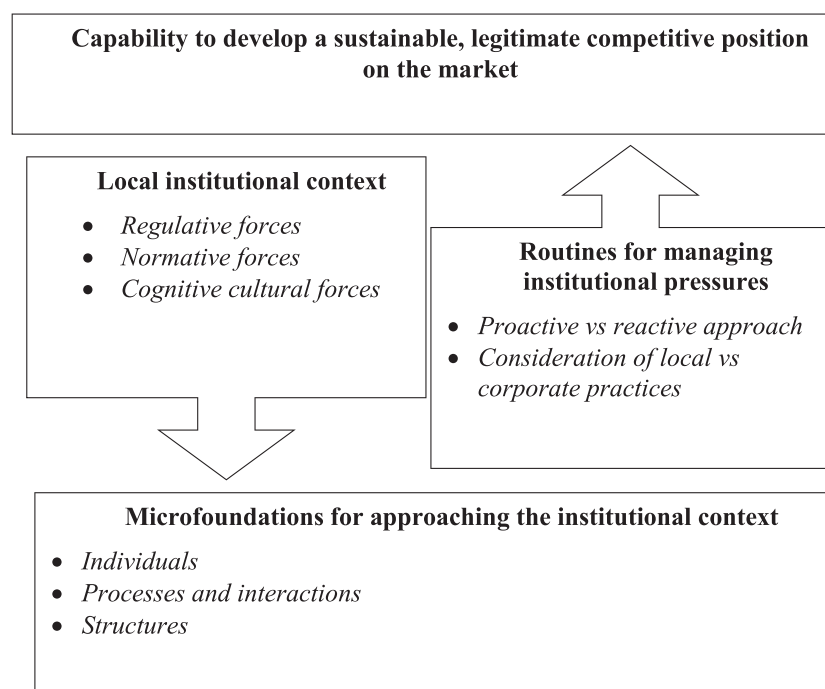 Capability to develop a sustainable, legitimate competitive position
on the market
Local institutional context
• Regulative forces
• Normative forces
• Cognitive cultural forces
Routines for managing
institutional pressures
• Proactive vs reactive approach
• Consideration of local vs
corporate practices
Microfoundations for approaching the institutional context
• Individuals
• Processes and interactions
• Structures